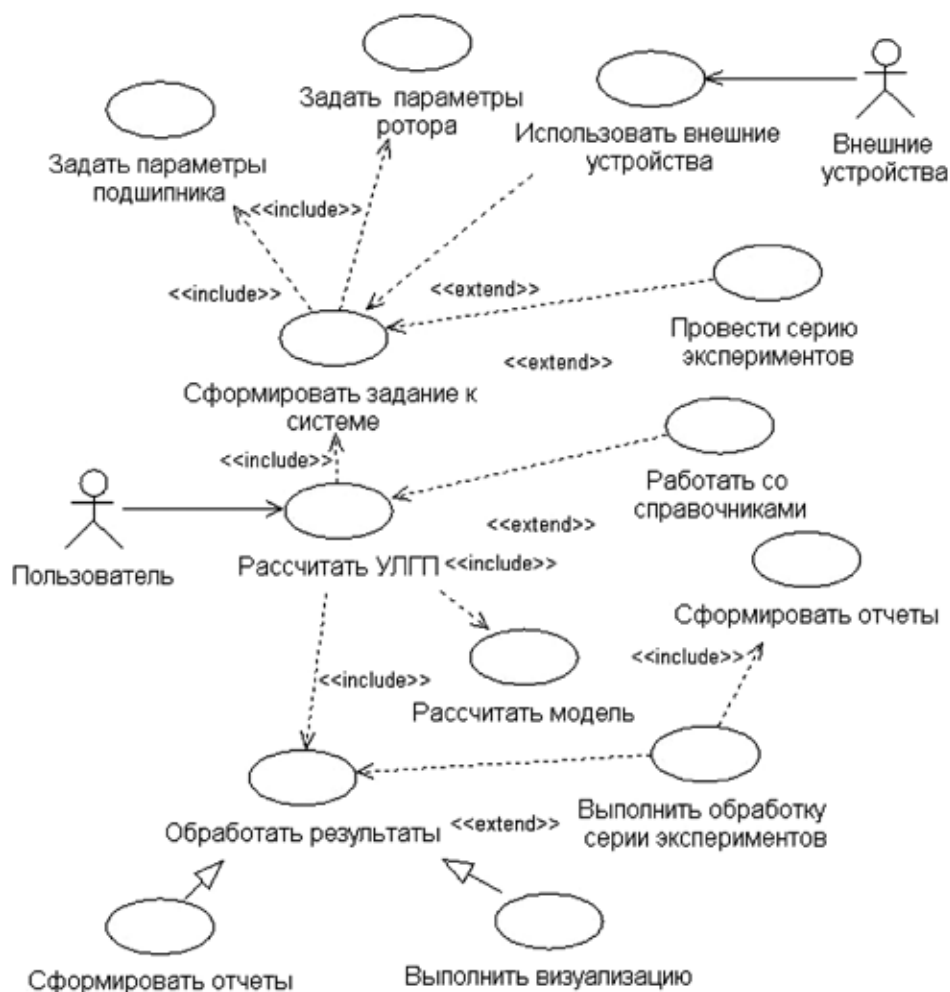 Задать параметры
ротора
Использовать внешние
устройства
Внешние
устройства
Задать параметры
подшипника
<<include>>
<<include>>
<<extend>>
Провести серию
экспериментов
<<extend>>
Сформировать задание к
системе
<<include>>
Работать со
справочниками
<<extend>>
Пользователь
Рассчитать УЛГП
<<include>>
Сформировать отчеты
<<include>>
<<include>>
Рассчитать модель
Выполнить обработку
серии экспериментов
Обработать результаты
<<extend>>
Сформировать отчеты
Выполнить визуализацию